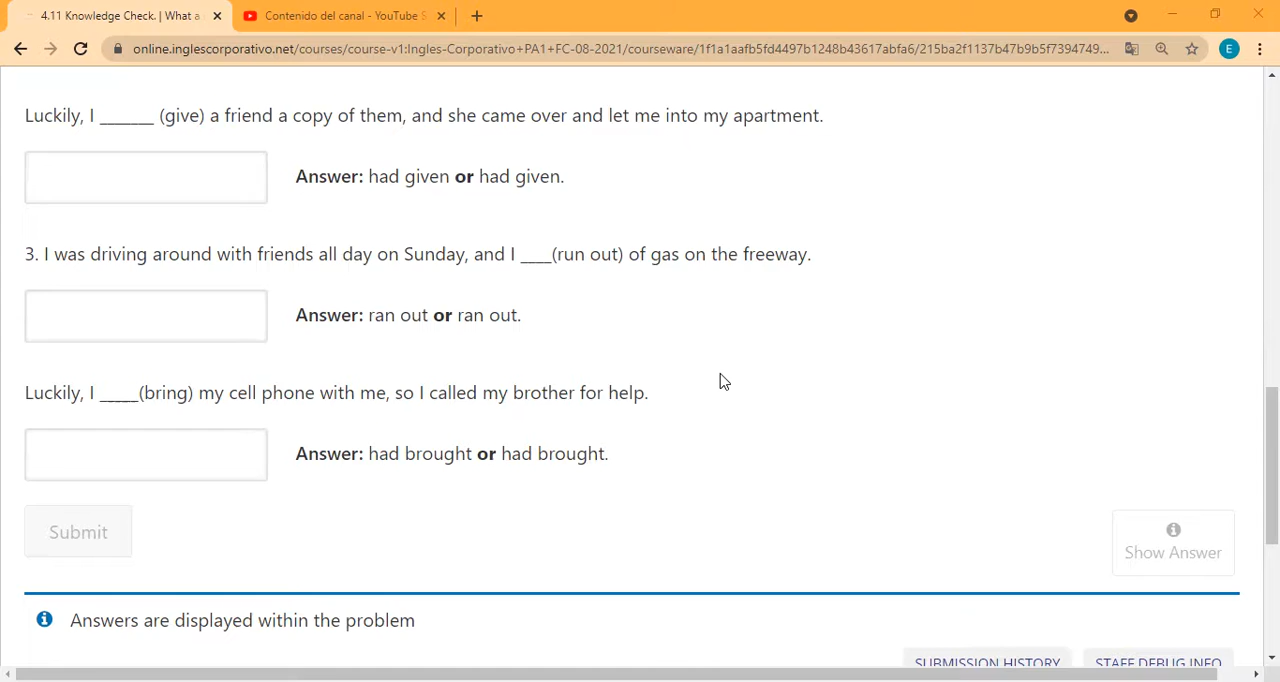 4.11 Knowledge Check. | What a
Contenido del canal - YouTube S
online.inglescorporativo.net/courses/course-v1:Ingles-Corporativo+PA1+FC-08-2021/courseware/1f1a1aafb5fd4497b1248b43617abfa6/215ba2f1137b47b9b5f7394749...
E
Luckily, I _______ (give) a friend a copy of them, and she came over and let me into my apartment.
Answer: had given or had given.
3. I was driving around with friends all day on Sunday, and I ____(run out) of gas on the freeway.
Answer: ran out or ran out.
Luckily, I _____(bring) my cell phone with me, so I called my brother for help.
Answer: had brought or had brought.
Submit
Show Answer
Answers are displayed within the problem
SUBMISSION HISTORY
STAFF DEBUG INFO